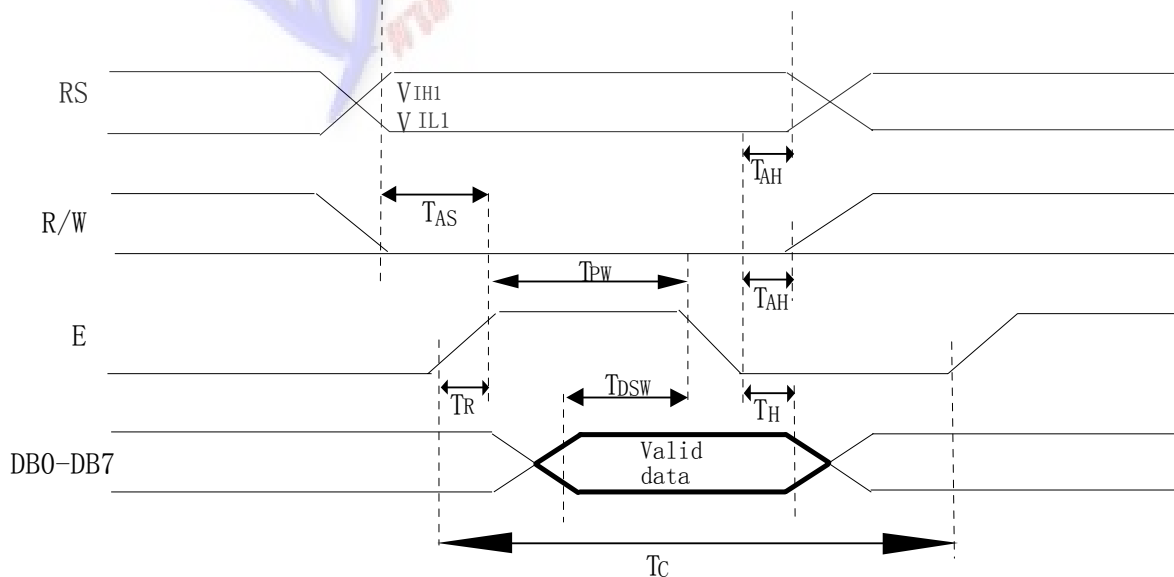 RS
VIH1
VIL1
TAH
R/W
TAS
TPW
TAH
E
TR
TDSW
TH
DB0-DB7
Valid
data
TC